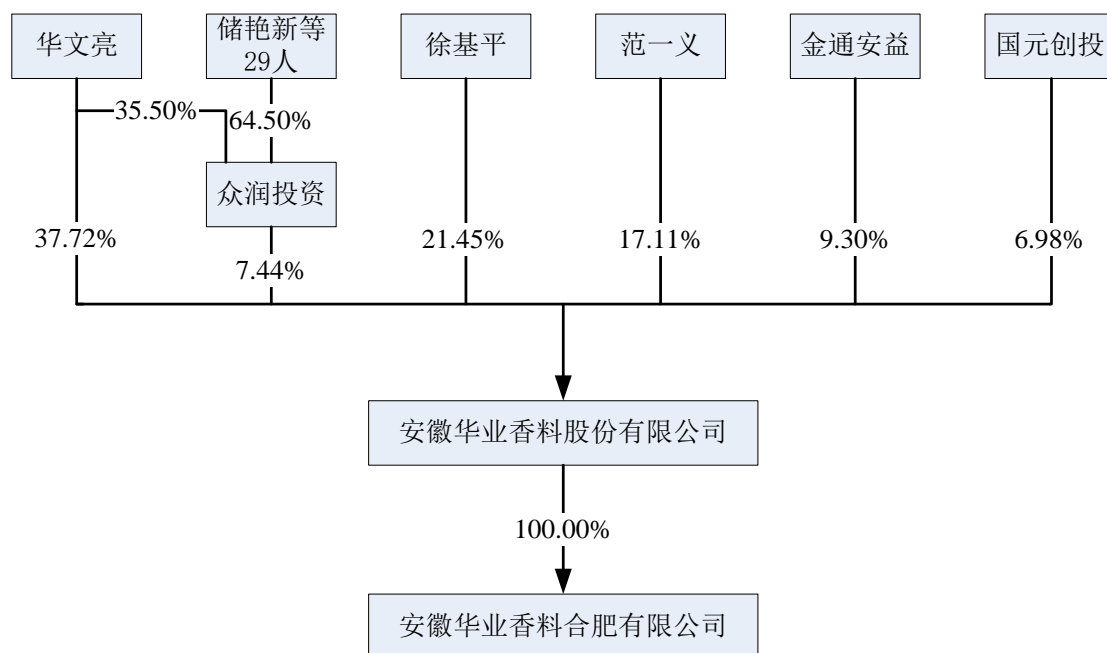 华文亮
储艳新等
29人
徐基平
范一义
金通安益
国元创投
35.50%
64.50%
众润投资
37.72%
7.44%
21.45%
17.11%
9.30%
6.98%
安徽华业香料股份有限公司
100.00%
安徽华业香料合肥有限公司